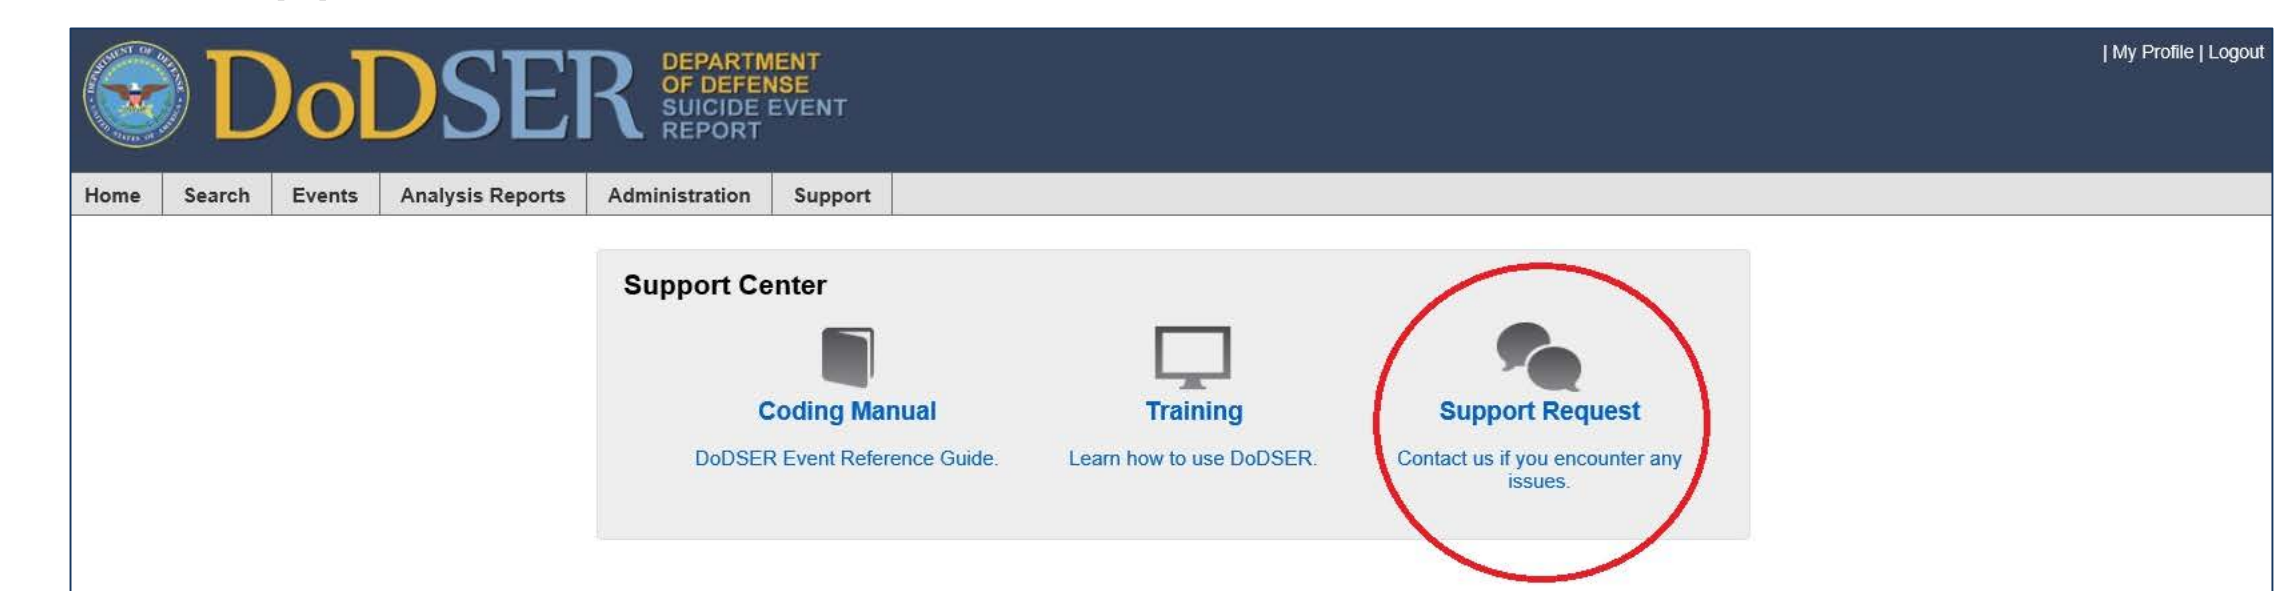 DoDSER
DEPARTMENT
OF DEFENSE
SUICIDE EVENT
REPORT
| My Profile | Logout
Home Search Events Analysis Reports Administration Support
Support Center
Coding Manual
DoDSER Event Reference Guide.
Training
Learn how to use DoDSER.
Support Request
Contact us if you encounter any
issues.